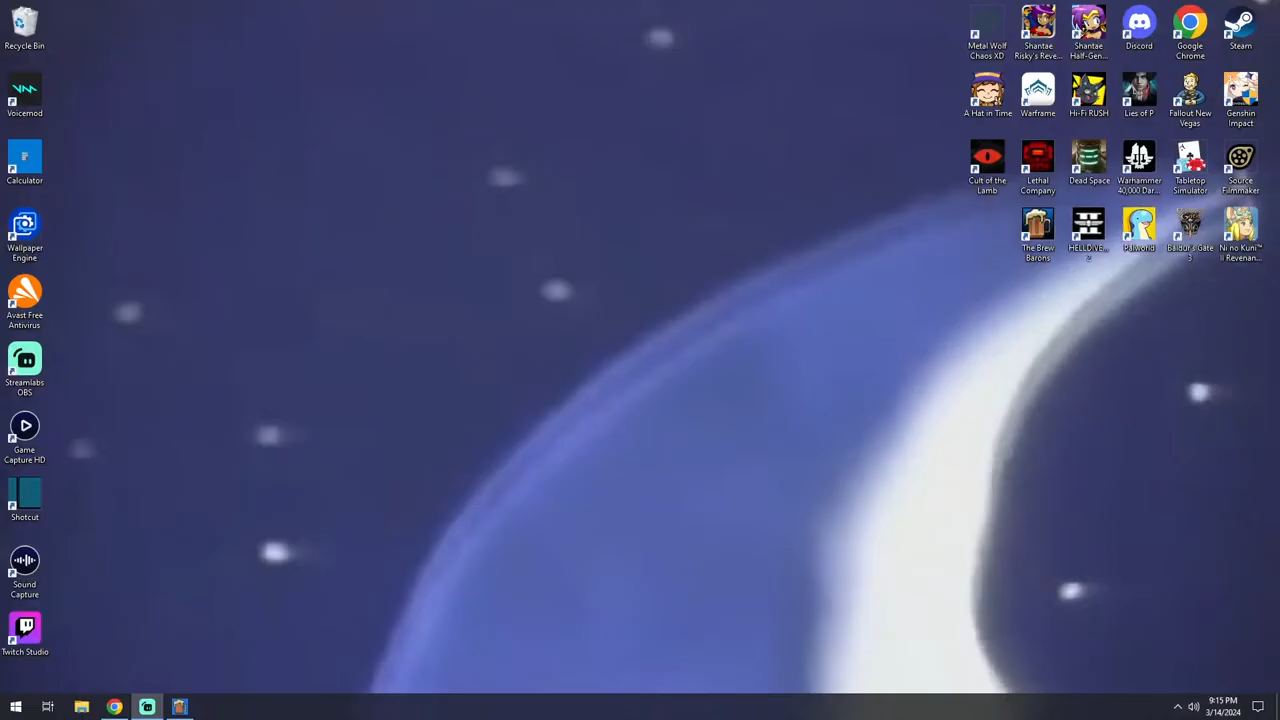 Recycle Bin
Voicemod
Calculator
Wallpaper
Engine
Avast Free
Antivirus
Streamlabs
OBS
Game
Capture HD
Shotcut
Sound
Capture
Twitch Studio
Metal Wolf
Chaos XD
Shantae
Risky's Reve...
Shantae
Half-Gen...
Discord
Google
Chrome
Steam
A Hat in Time
Warframe
Hi-Fi RUSH
Lies of P
Fallout New
Vegas
Genshin
Impact
Cult of the
Lamb
Lethal
Company
Dead Space
Warhammer
40,000 Dar...
Tabletop
Simulator
Source
Filmmaker
The Brew
Barons
HELLDIVE...
2
Palworld
Baldur's Gate
3
Ni no Kuni™
II Revenan...
9:15 PM
3/14/2024